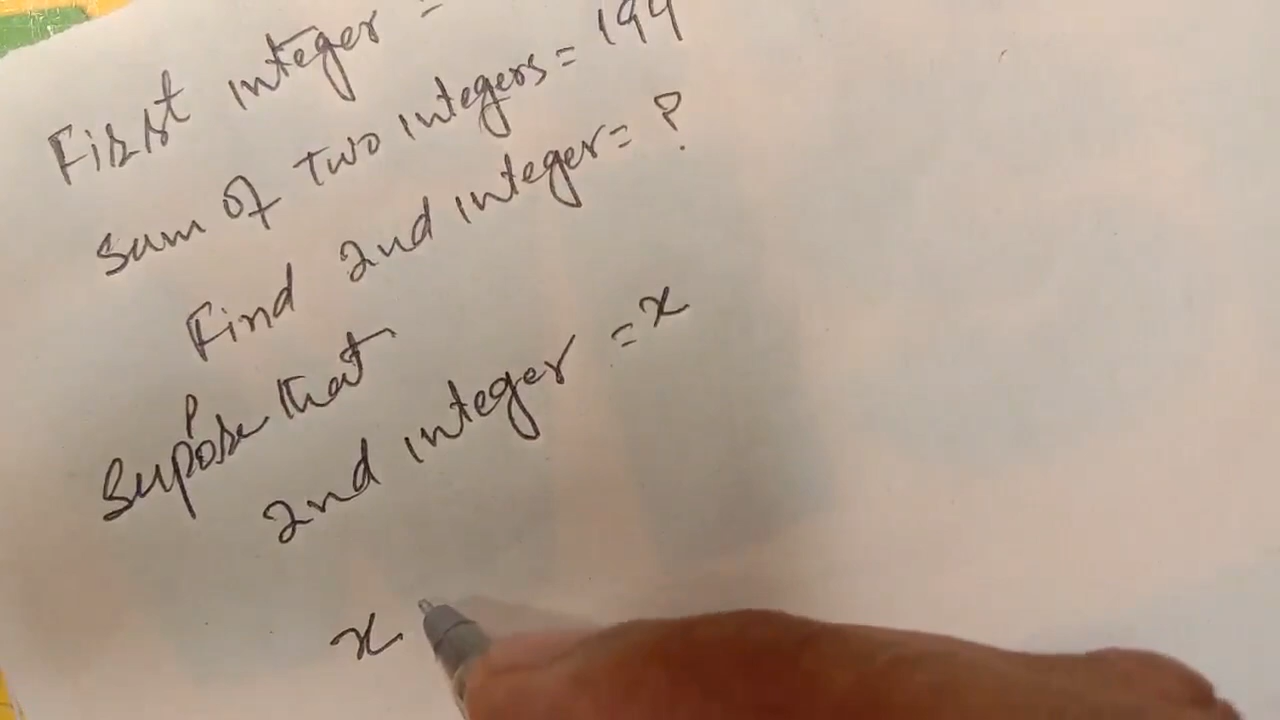 First integer =
Sum of two integers = 199
Find 2nd integer = ?
Suppose that
2nd integer = x
x